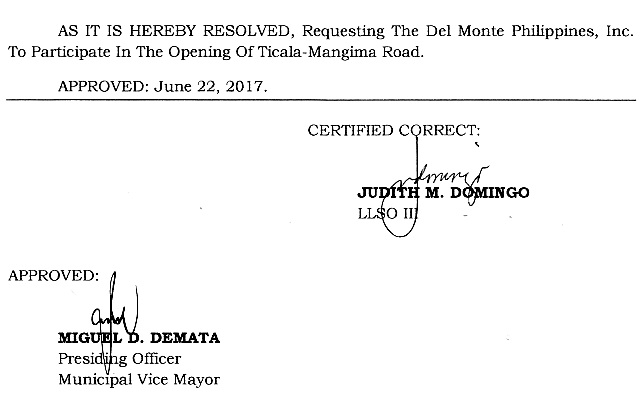 AS IT IS HEREBY RESOLVED, Requesting The Del Monte Philippines, Inc.
To Participate In The Opening Of Ticala-Mangima Road.
APPROVED: June 22, 2017.
CERTIFIED CORRECT:
JUDITH M. DOMINGO
LLSO III
APPROVED:
MIGUEL D. DEMATA
Presiding Officer
Municipal Vice Mayor